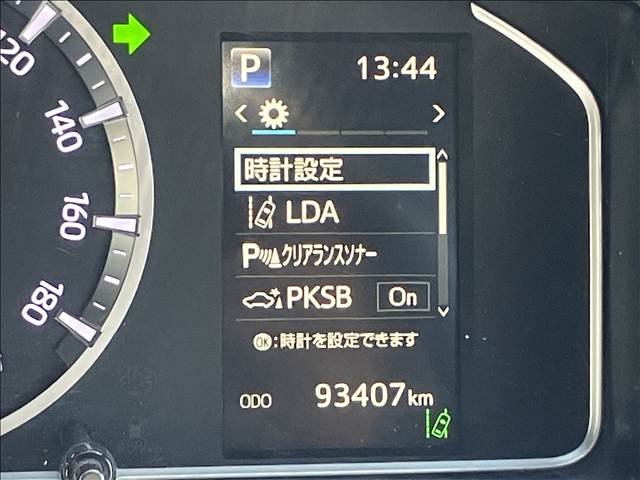 120
140
160
180
P 13:44
時計設定
LDA
Pクリアランスソナー
PKSB On
OK:時計を設定できます
ODO 93407km